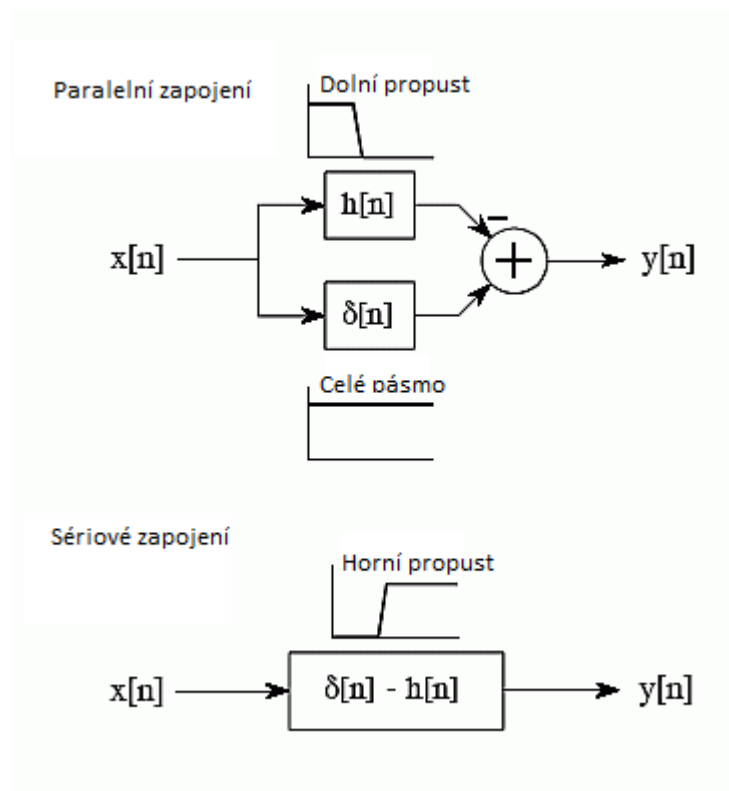 Paralelní zapojení
Dolní propust
h[n]
−
x[n]
+
y[n]
δ[n]
Celé pásmo
Sériové zapojení
Horní propust
x[n]
δ[n] - h[n]
y[n]